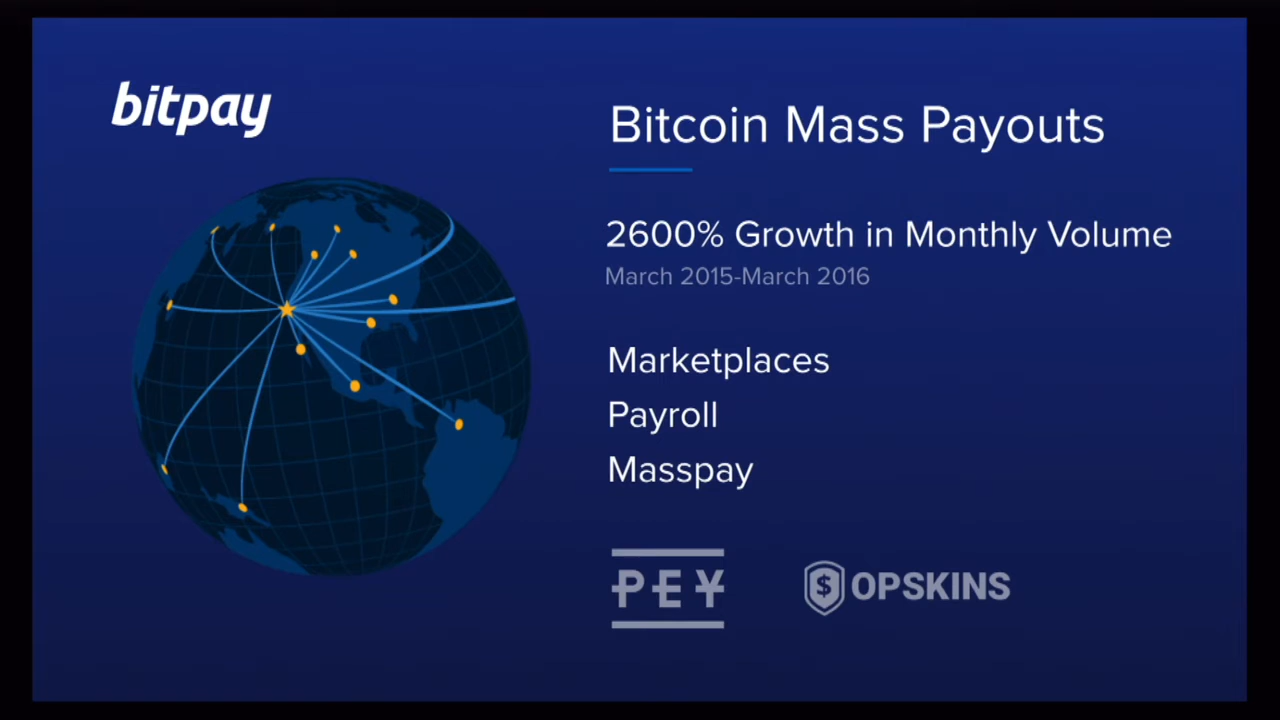 bitpay
Bitcoin Mass Payouts
2600% Growth in Monthly Volume
March 2015-March 2016
Marketplaces
Payroll
Masspay
PEY
$ OPSKINS